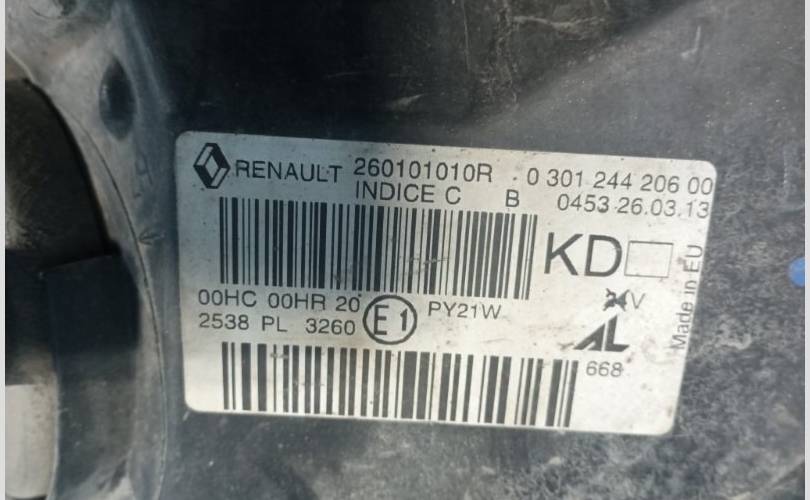 RENAULT 260101010R 0 301 244 206 00
INDICE C B 0453 26.03.13
KD
00HC 00HR 20 E1 PY21W
2538 PL 3260
24V
AL
668
Made in EU